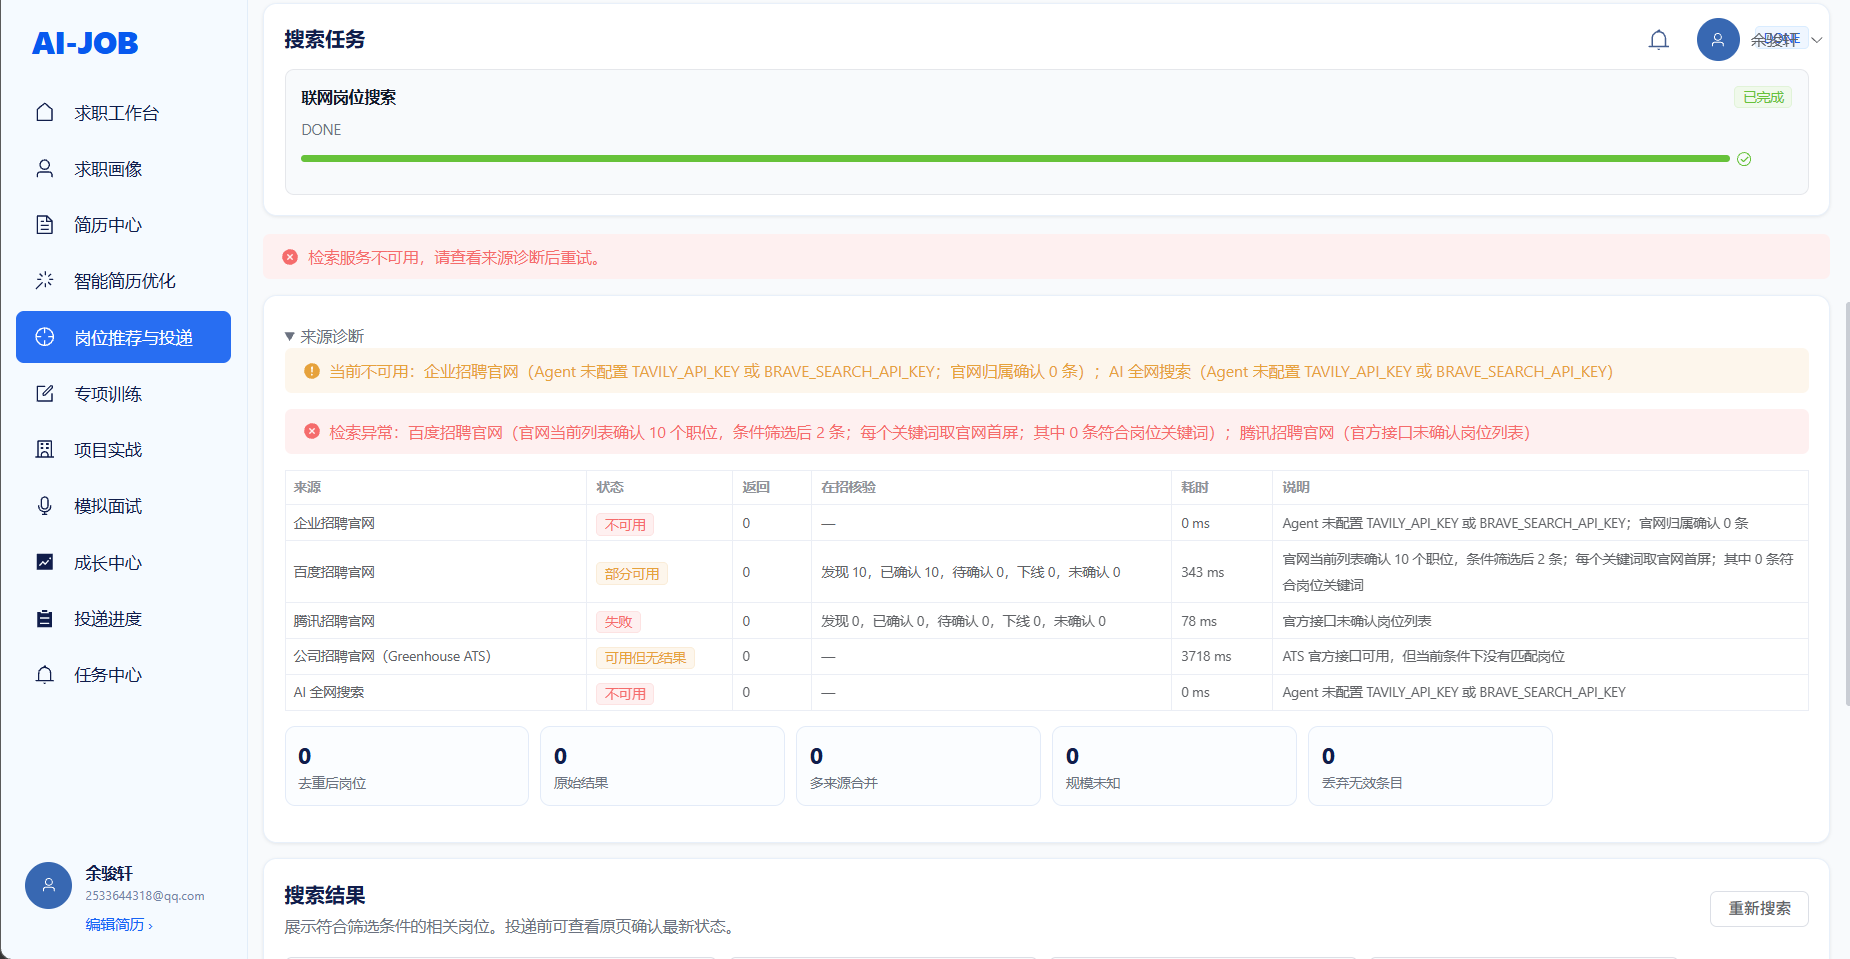 AI-JOB
求职工作台
求职画像
简历中心
智能简历优化
岗位推荐与投递
专项训练
项目实战
模拟面试
成长中心
投递进度
任务中心
余骏轩
2533644318@qq.com
编辑简历 ›
搜索任务
余骏轩
DONE
联网岗位搜索
已完成
DONE
检索服务不可用，请查看来源诊断后重试。
▼ 来源诊断
当前不可用：企业招聘官网（Agent 未配置 TAVILY_API_KEY 或 BRAVE_SEARCH_API_KEY；官网归属确认 0 条）；AI 全网搜索（Agent 未配置 TAVILY_API_KEY 或 BRAVE_SEARCH_API_KEY）
检索异常：百度招聘官网（官网当前列表确认 10 个职位，条件筛选后 2 条；每个关键词取官网首屏；其中 0 条符合岗位关键词）；腾讯招聘官网（官方接口未确认岗位列表）
来源 状态 返回 在招核验 耗时 说明
企业招聘官网 不可用 0 — 0 ms Agent 未配置 TAVILY_API_KEY 或 BRAVE_SEARCH_API_KEY；官网归属确认 0 条
百度招聘官网 部分可用 0 发现 10，已确认 10，待确认 0，下线 0，未确认 0 343 ms 官网当前列表确认 10 个职位，条件筛选后 2 条；每个关键词取官网首屏；其中 0 条符
合岗位关键词
腾讯招聘官网 失败 0 发现 0，已确认 0，待确认 0，下线 0，未确认 0 78 ms 官方接口未确认岗位列表
公司招聘官网（Greenhouse ATS） 可用但无结果 0 — 3718 ms ATS 官方接口可用，但当前条件下没有匹配岗位
AI 全网搜索 不可用 0 — 0 ms Agent 未配置 TAVILY_API_KEY 或 BRAVE_SEARCH_API_KEY
0 0 0 0 0
去重后岗位 原始结果 多来源合并 规模未知 丢弃无效条目
搜索结果
展示符合筛选条件的相关岗位。投递前可查看原页确认最新状态。
重新搜索